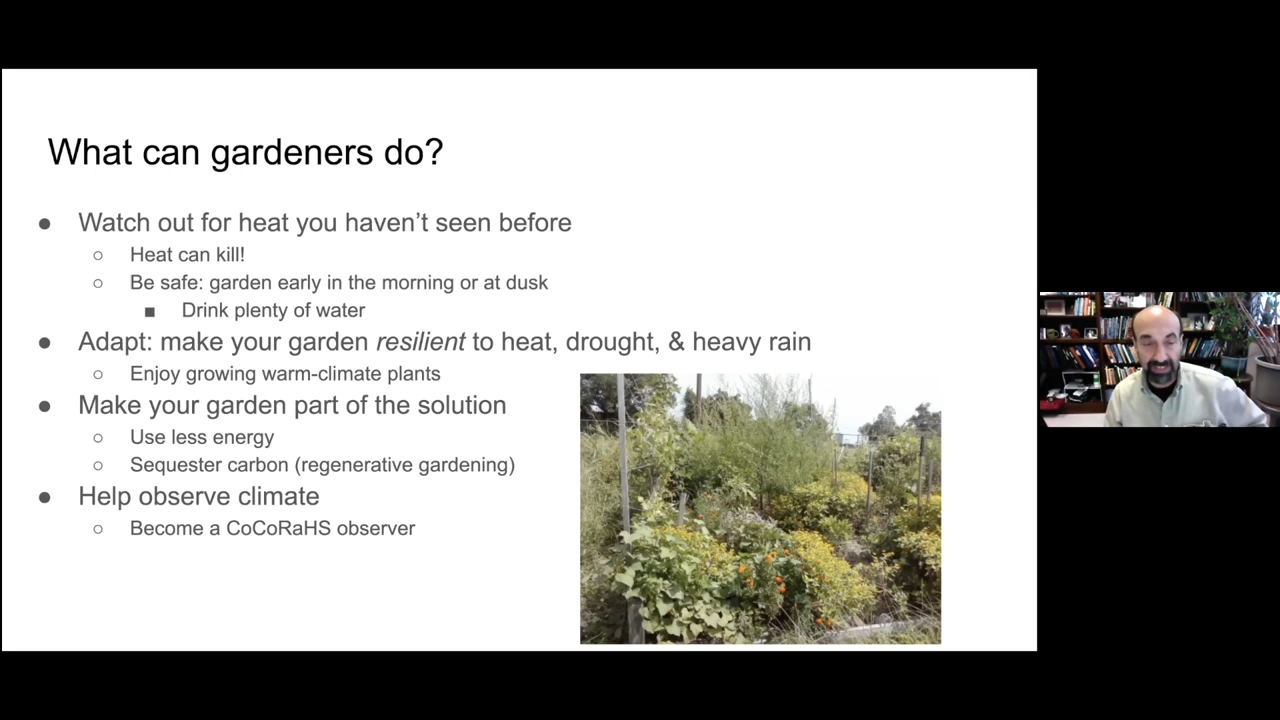 What can gardeners do?
● Watch out for heat you haven’t seen before
○ Heat can kill!
○ Be safe: garden early in the morning or at dusk
■ Drink plenty of water
● Adapt: make your garden resilient to heat, drought, & heavy rain
○ Enjoy growing warm-climate plants
● Make your garden part of the solution
○ Use less energy
○ Sequester carbon (regenerative gardening)
● Help observe climate
○ Become a CoCoRaHS observer